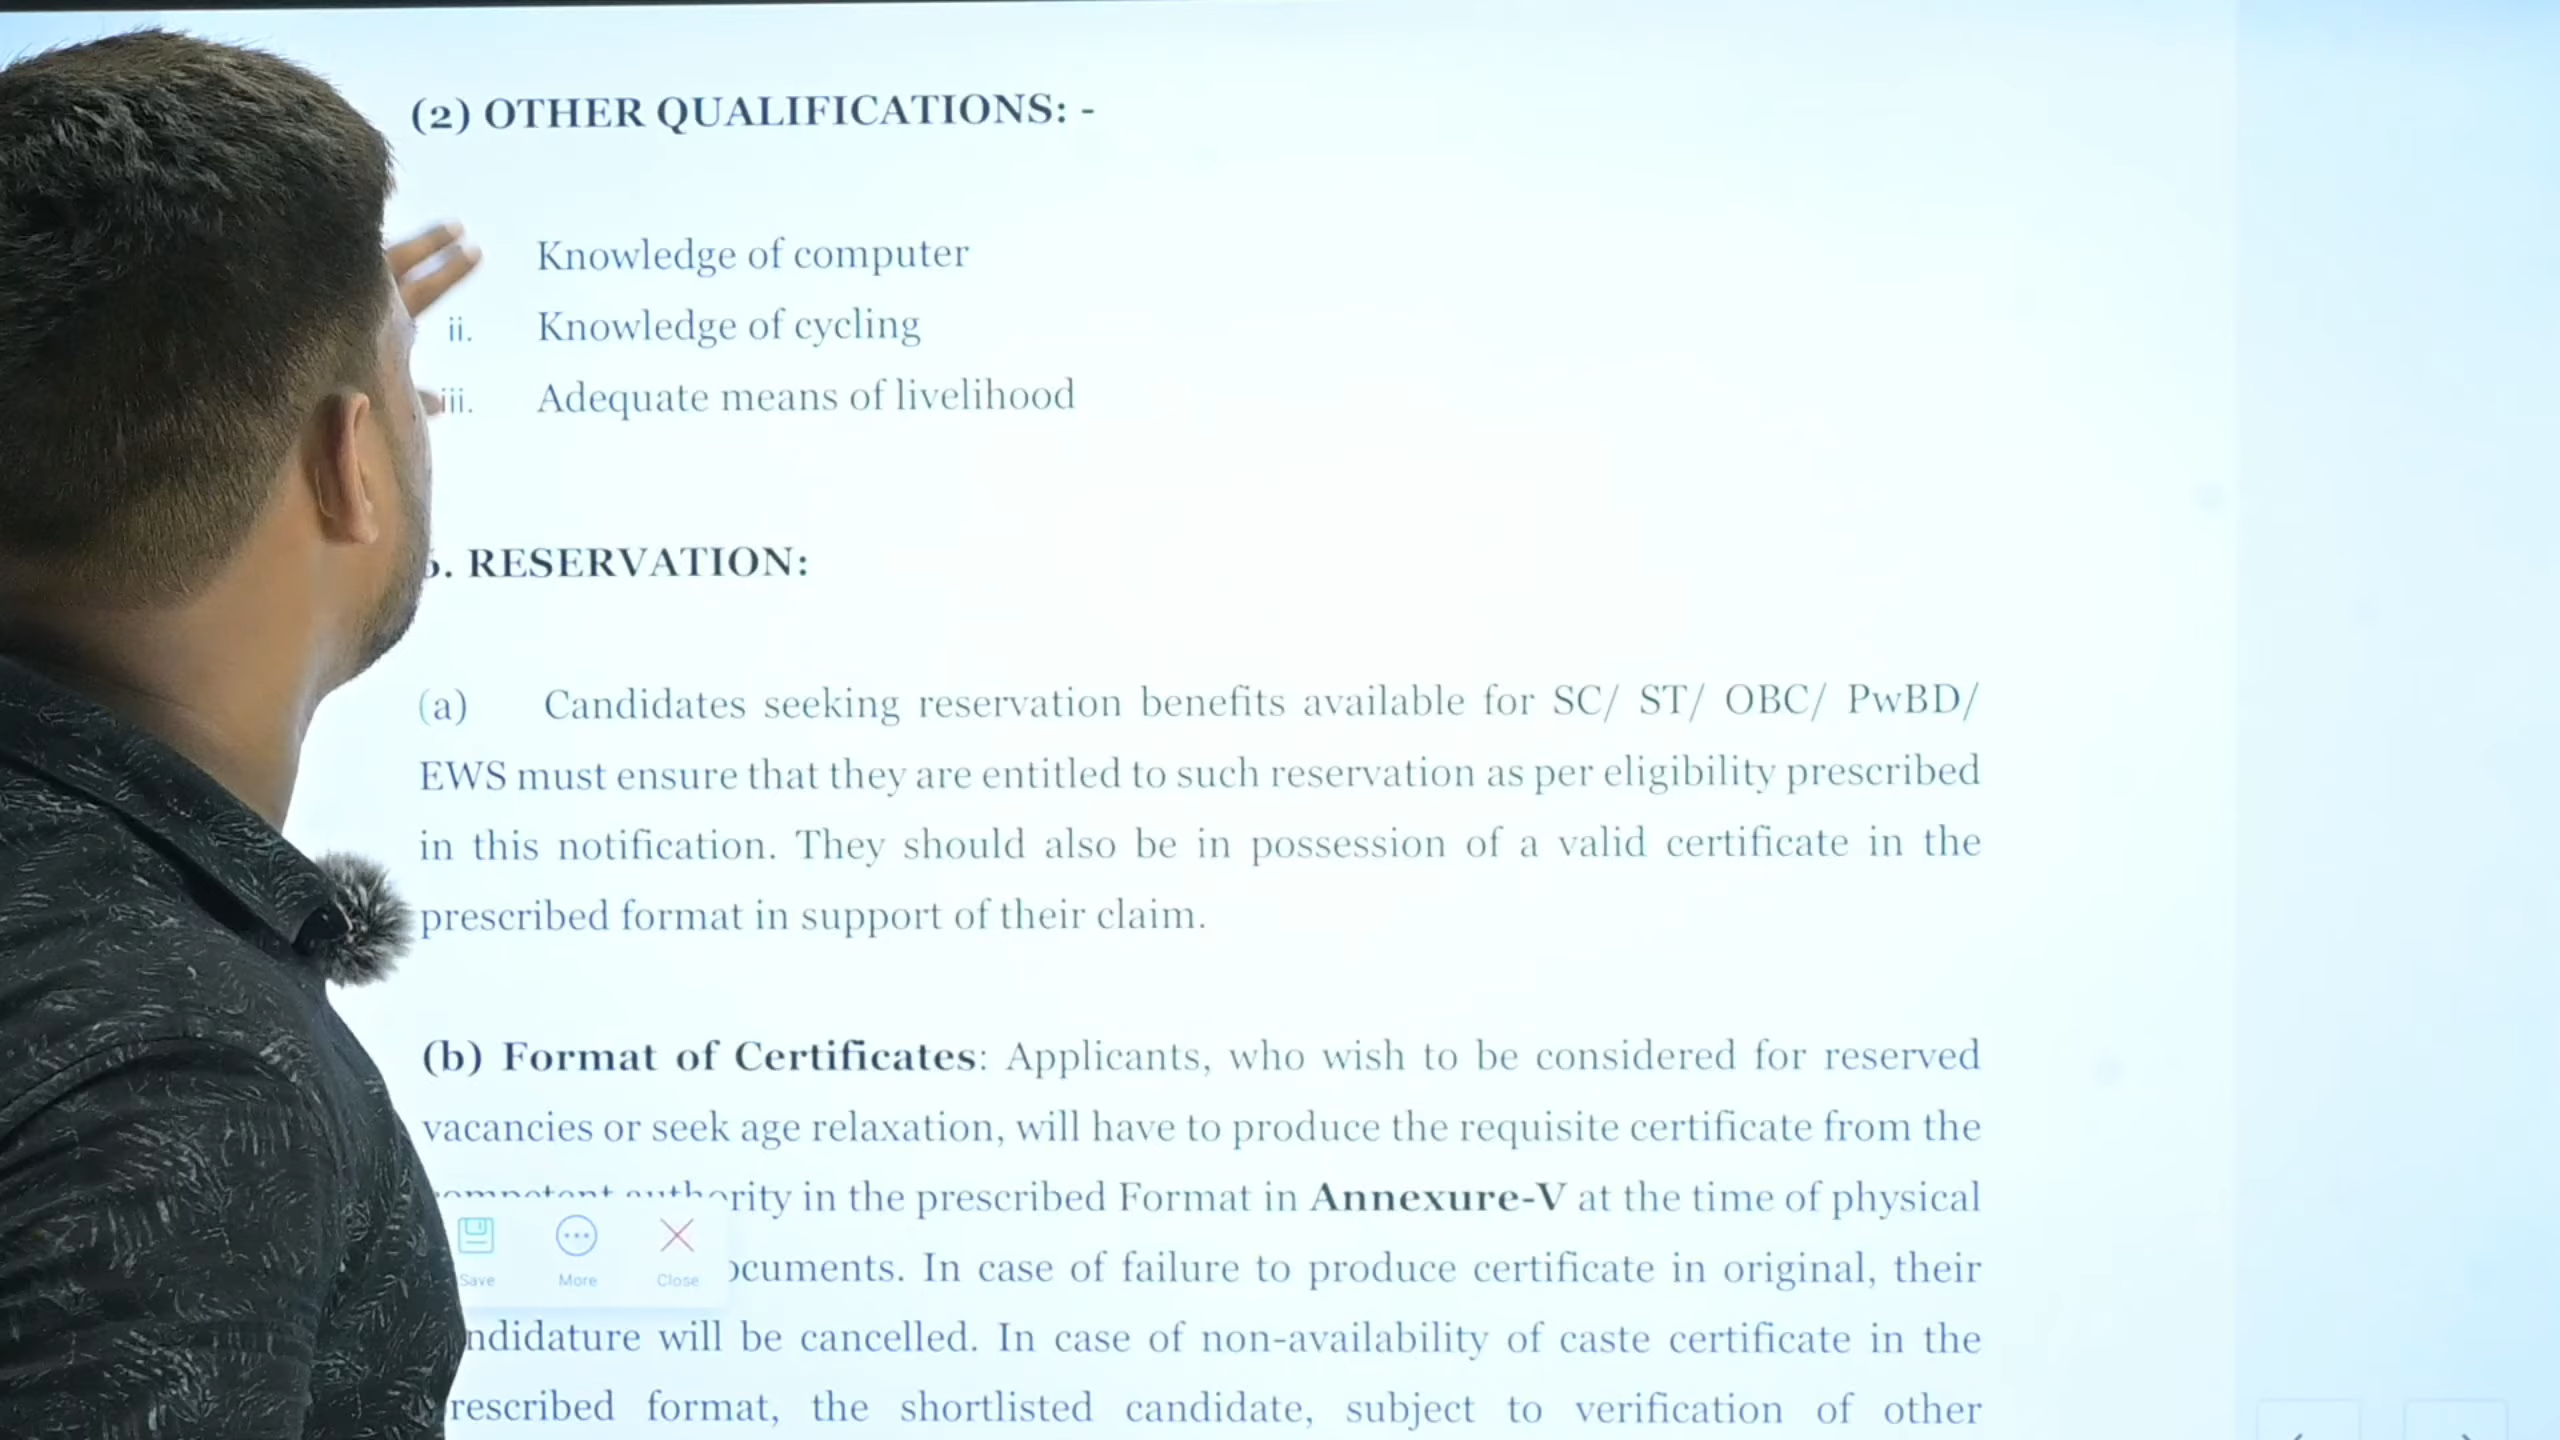 (2) OTHER QUALIFICATIONS: -
Knowledge of computer
ii. Knowledge of cycling
iii. Adequate means of livelihood
. RESERVATION:
(a) Candidates seeking reservation benefits available for SC/ ST/ OBC/ PwBD/
EWS must ensure that they are entitled to such reservation as per eligibility prescribed
in this notification. They should also be in possession of a valid certificate in the
prescribed format in support of their claim.
(b) Format of Certificates: Applicants, who wish to be considered for reserved
vacancies or seek age relaxation, will have to produce the requisite certificate from the
in the prescribed Format in Annexure-V at the time of physical
In case of failure to produce certificate in original, their
will be cancelled. In case of non-availability of caste certificate in the
format, the shortlisted candidate, subject to verification of other
Save More Close